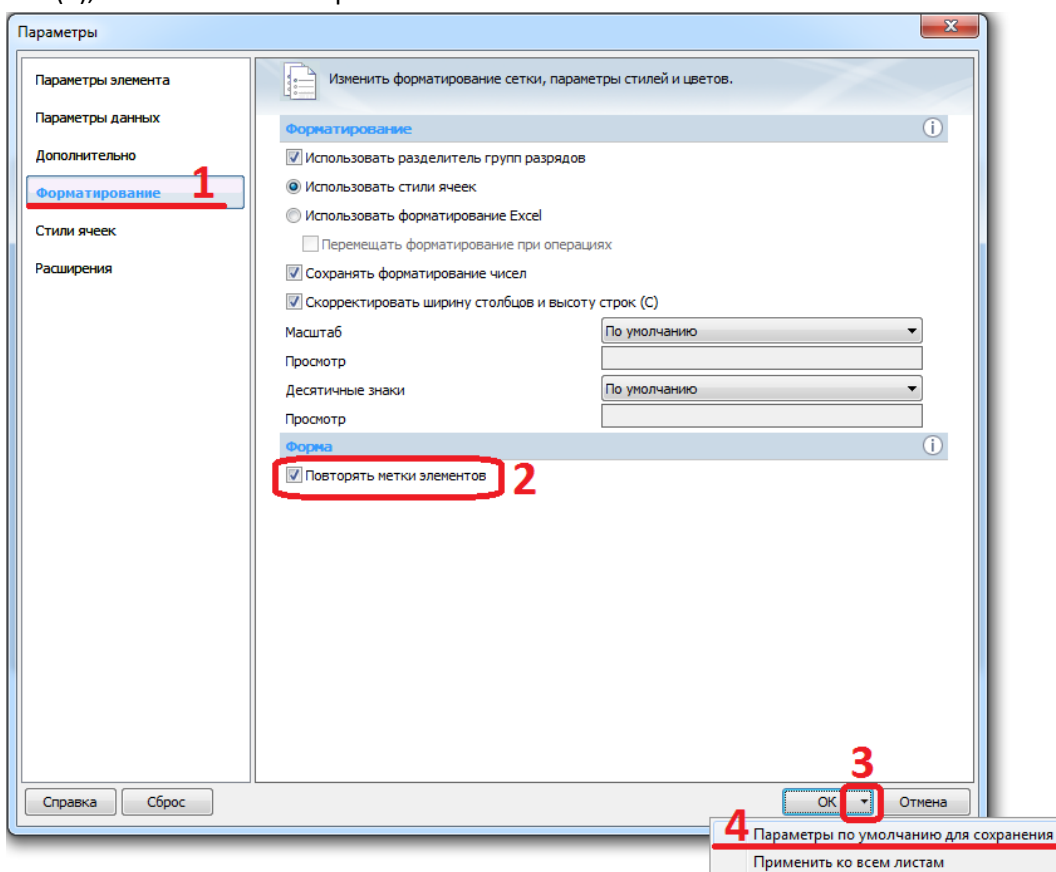 Параметры
Параметры элемента
Параметры данных
Дополнительно
Форматирование 1
Стили ячеек
Расширения
Изменить форматирование сетки, параметры стилей и цветов.
Форматирование
Использовать разделитель групп разрядов
Использовать стили ячеек
Использовать форматирование Excel
Перемещать форматирование при операциях
Сохранять форматирование чисел
Скорректировать ширину столбцов и высоту строк (C)
Масштаб По умолчанию
Просмотр
Десятичные знаки По умолчанию
Просмотр
Форма
Повторять метки элементов 2
3
Справка Сброс OK Отмена
4 Параметры по умолчанию для сохранения
Применить ко всем листам